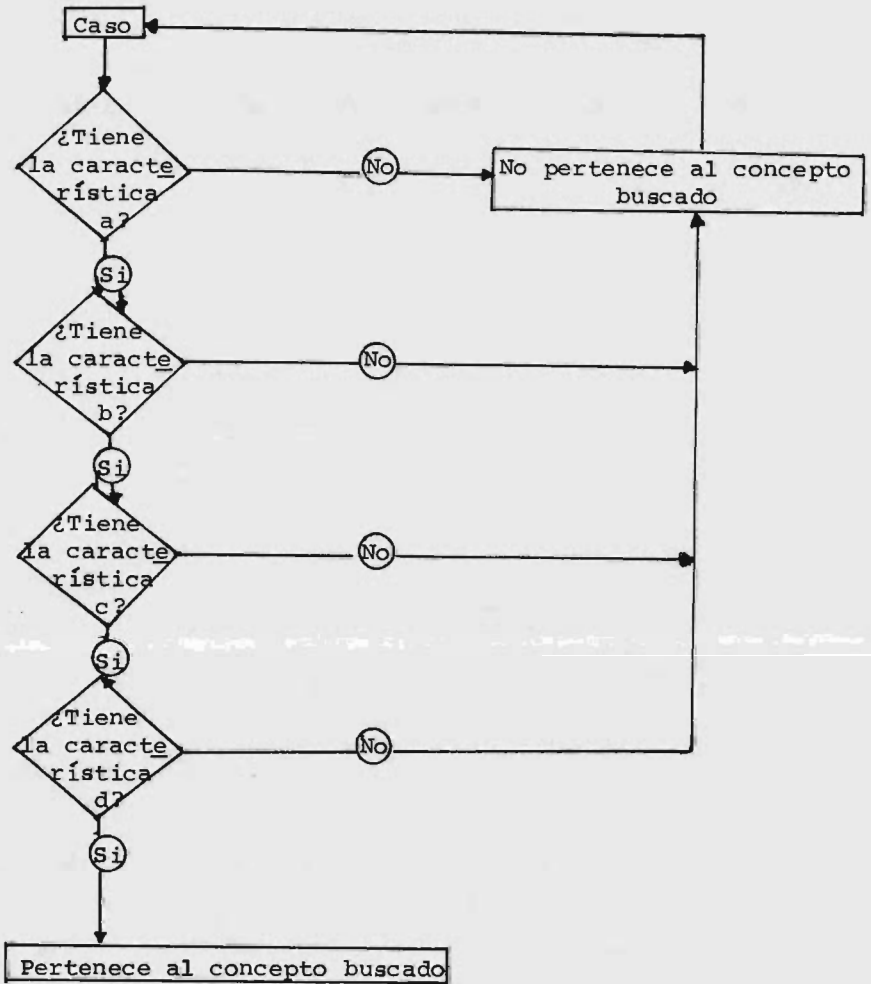 Caso
¿Tiene
la caracte
rística
a?
No
No pertenece al concepto
buscado
Si
¿Tiene
la caracte
rística
b?
No
Si
¿Tiene
la caracte
rística
c?
No
Si
¿Tiene
la caracte
rística
d?
No
Si
Pertenece al concepto buscado